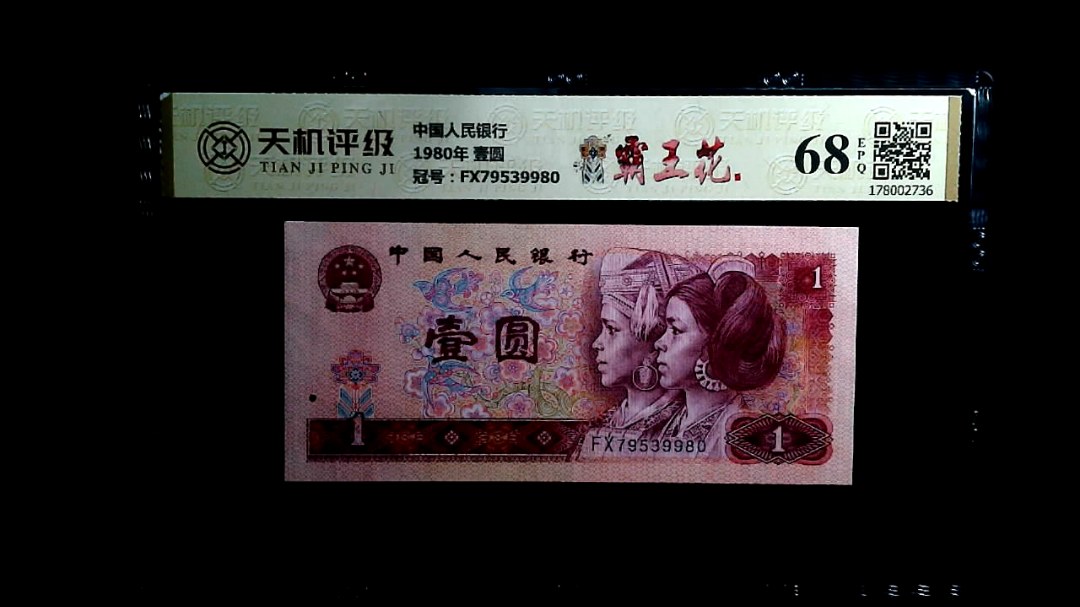 天机评级
TIAN JI PING JI
中国人民银行
1980年 壹圆
冠号：FX79539980
霸王花
68
EPQ
178002736
中国人民银行
1
壹圆
1
FX79539980
1